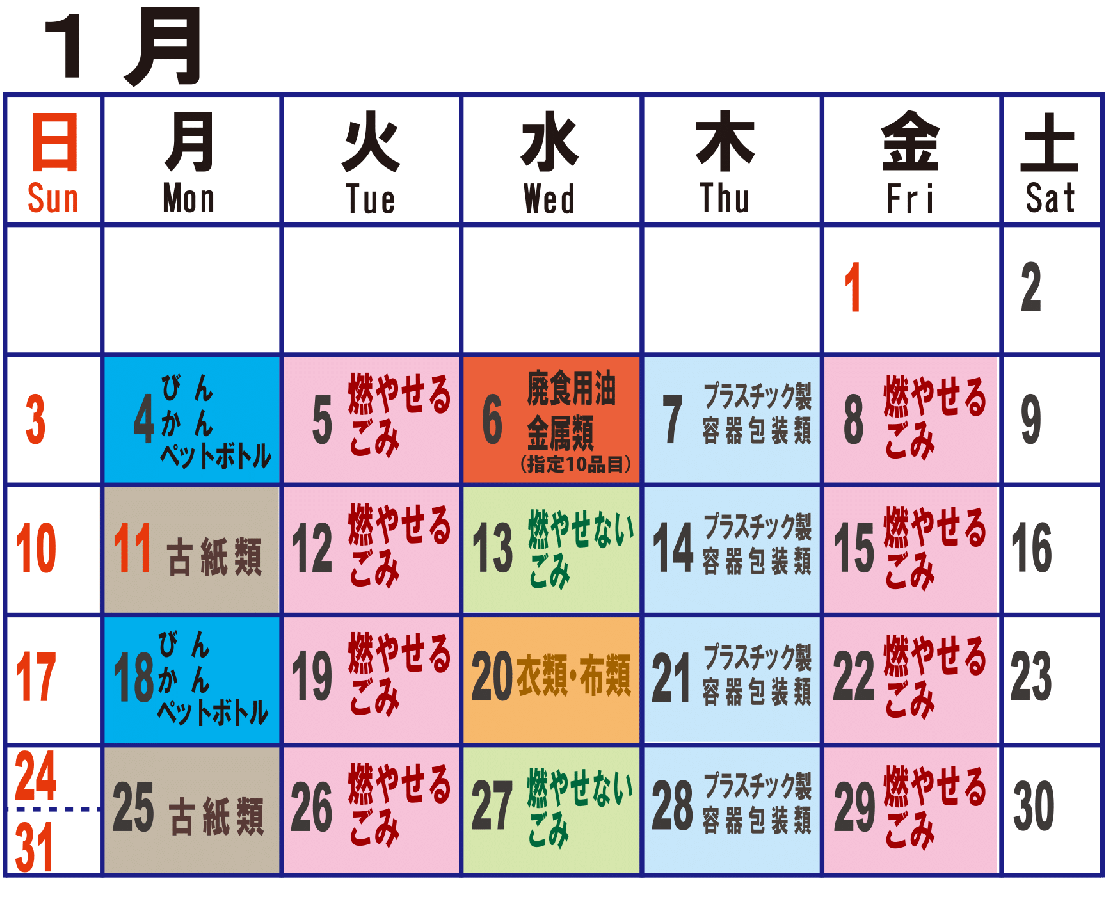 1月
日 月 火 水 木 金 土
Sun Mon Tue Wed Thu Fri Sat
1
2
3
4 びん
かん
ペットボトル
5 燃やせる
ごみ
6 廃食用油
金属類
(指定10品目)
7 プラスチック製
容器包装類
8 燃やせる
ごみ
9
10
11 古紙類
12 燃やせる
ごみ
13 燃やせない
ごみ
14 プラスチック製
容器包装類
15 燃やせる
ごみ
16
17
18 びん
かん
ペットボトル
19 燃やせる
ごみ
20 衣類・布類
21 プラスチック製
容器包装類
22 燃やせる
ごみ
23
24
31
25 古紙類
26 燃やせる
ごみ
27 燃やせない
ごみ
28 プラスチック製
容器包装類
29 燃やせる
ごみ
30